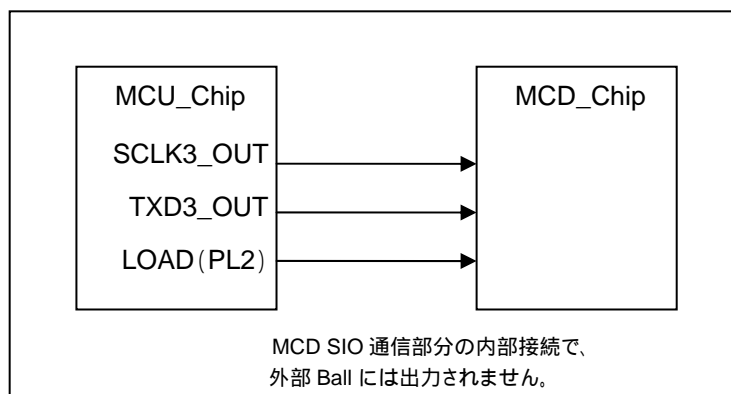 MCU_Chip
MCD_Chip
SCLK3_OUT
TXD3_OUT
LOAD(PL2)
MCD SIO 通信部分の内部接続で、
外部 Ball には出力されません。